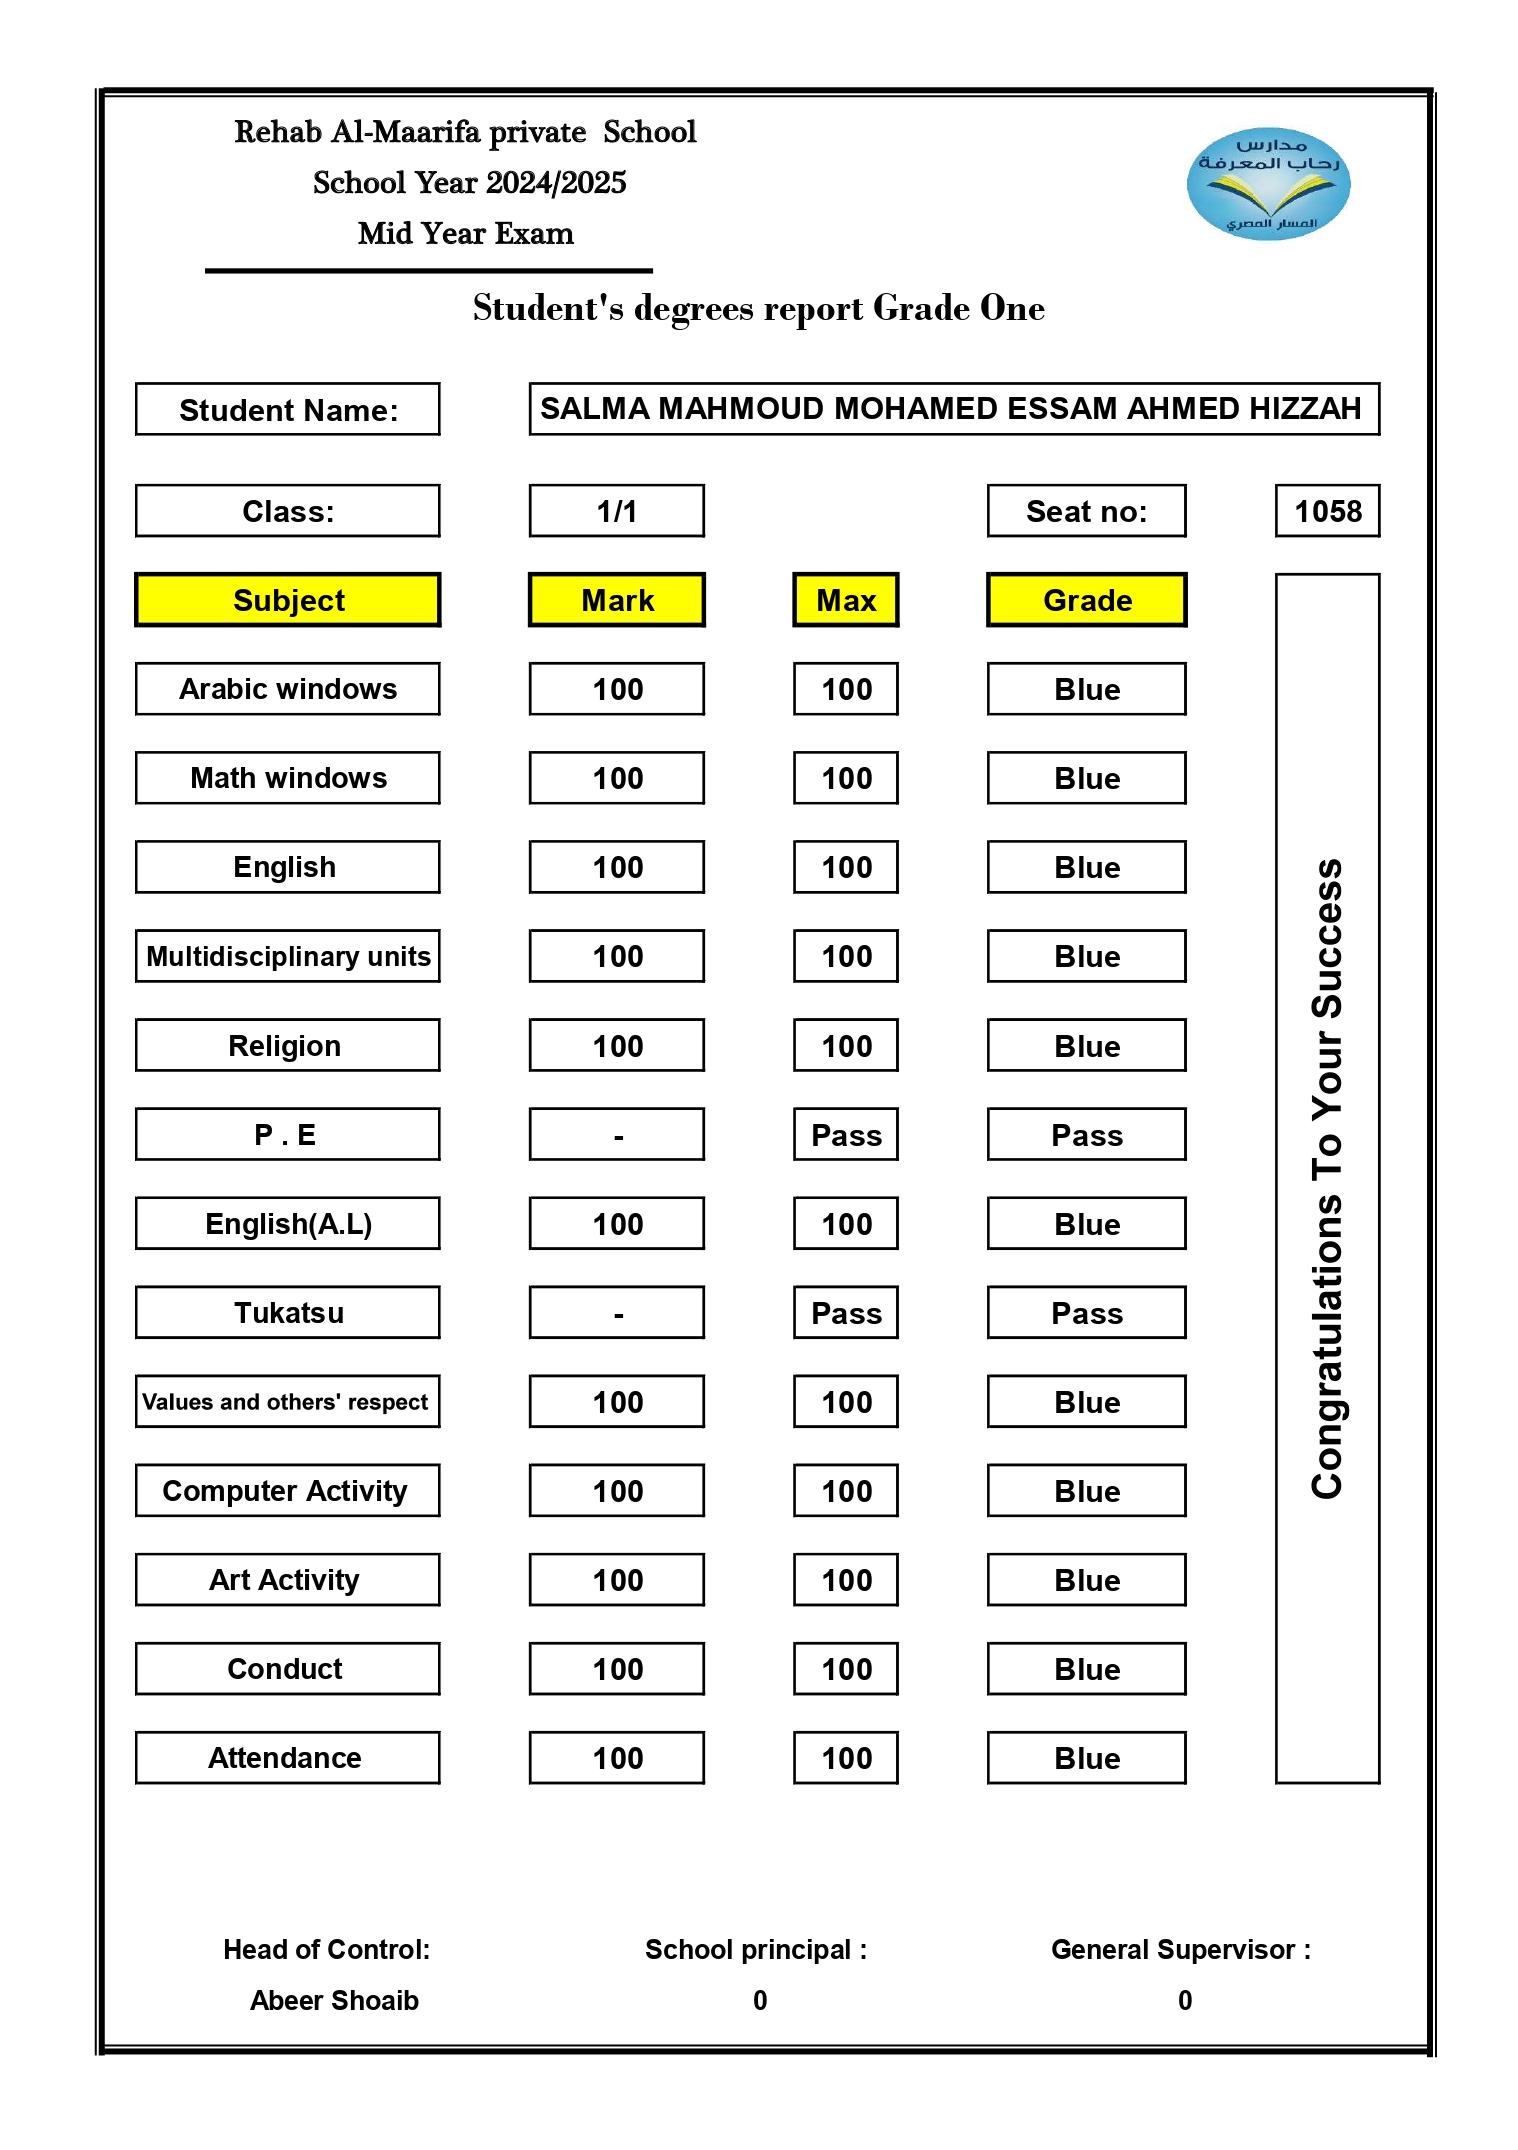 Rehab Al-Maarifa private School
School Year 2024/2025
Mid Year Exam
مدارس
رحاب المعرفة
المسار المصري
Student's degrees report Grade One
Student Name: SALMA MAHMOUD MOHAMED ESSAM AHMED HIZZAH
Class: 1/1 Seat no: 1058
Subject Mark Max Grade
Arabic windows 100 100 Blue
Math windows 100 100 Blue
English 100 100 Blue
Multidisciplinary units 100 100 Blue
Religion 100 100 Blue
P . E - Pass Pass
English(A.L) 100 100 Blue
Tukatsu - Pass Pass
Values and others' respect 100 100 Blue
Computer Activity 100 100 Blue
Art Activity 100 100 Blue
Conduct 100 100 Blue
Attendance 100 100 Blue
Congratulations To Your Success
Head of Control: School principal : General Supervisor :
Abeer Shoaib 0 0